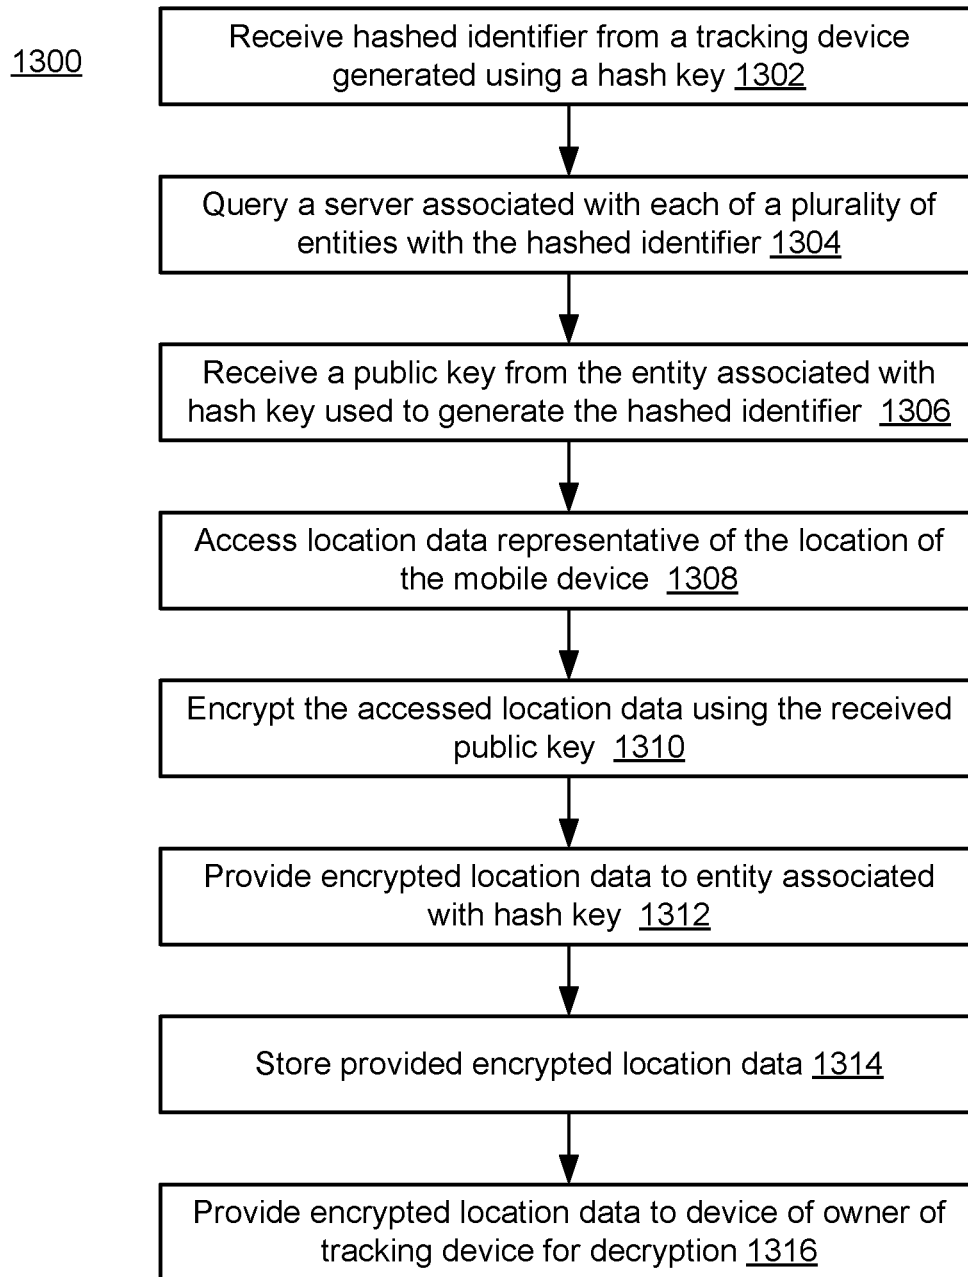 1300
Receive hashed identifier from a tracking device
generated using a hash key 1302
Query a server associated with each of a plurality of
entities with the hashed identifier 1304
Receive a public key from the entity associated with
hash key used to generate the hashed identifier 1306
Access location data representative of the location of
the mobile device 1308
Encrypt the accessed location data using the received
public key 1310
Provide encrypted location data to entity associated
with hash key 1312
Store provided encrypted location data 1314
Provide encrypted location data to device of owner of
tracking device for decryption 1316